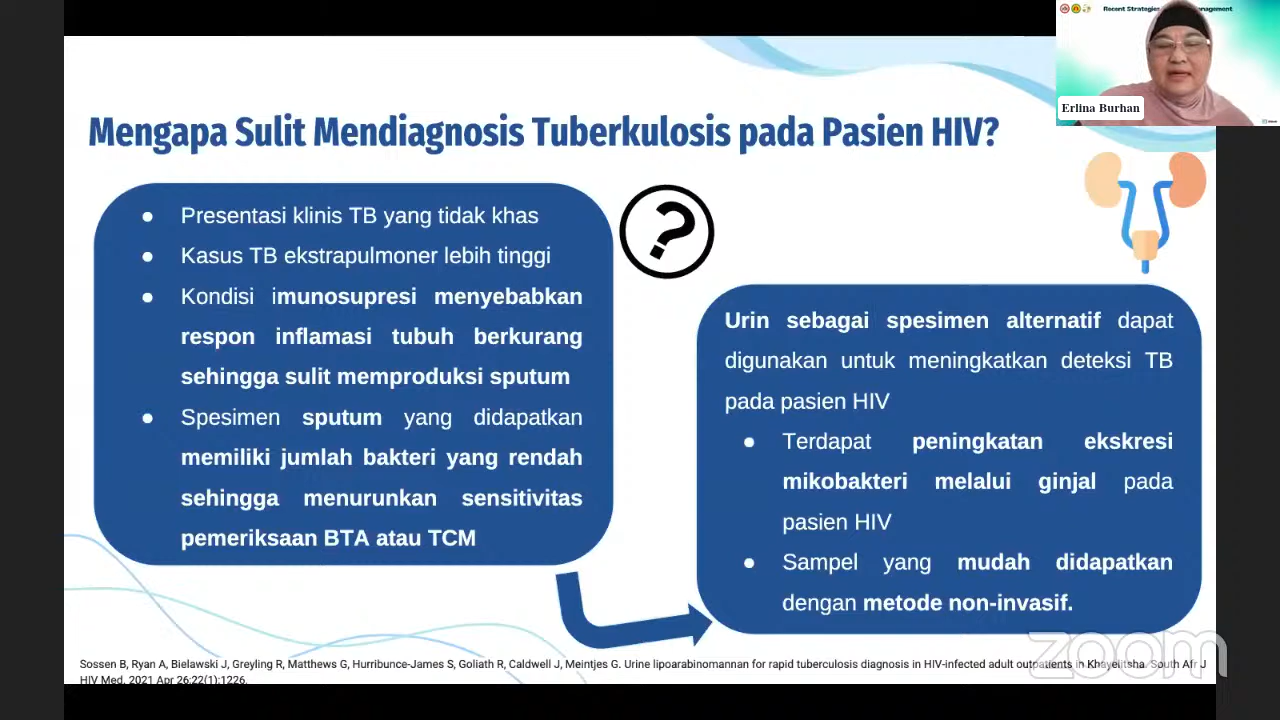 Recent Strategies
Management
Erlina Burhan
Mengapa Sulit Mendiagnosis Tuberkulosis pada Pasien HIV?
● Presentasi klinis TB yang tidak khas
● Kasus TB ekstrapulmoner lebih tinggi
● Kondisi imunosupresi menyebabkan
respon inflamasi tubuh berkurang
sehingga sulit memproduksi sputum
● Spesimen sputum yang didapatkan
memiliki jumlah bakteri yang rendah
sehingga menurunkan sensitivitas
pemeriksaan BTA atau TCM
?
Urin sebagai spesimen alternatif dapat
digunakan untuk meningkatkan deteksi TB
pada pasien HIV
● Terdapat peningkatan ekskresi
mikobakteri melalui ginjal pada
pasien HIV
● Sampel yang mudah didapatkan
dengan metode non-invasif.
Sossen B, Ryan A, Bielawski J, Greyling R, Matthews G, Hurribunce-James S, Goliath R, Caldwell J, Meintjes G. Urine lipoarabinomannan for rapid tuberculosis diagnosis in HIV-infected adult outpatients in Khayelitsha. South Afr J
HIV Med. 2021 Apr 26;22(1):1226.
zoom